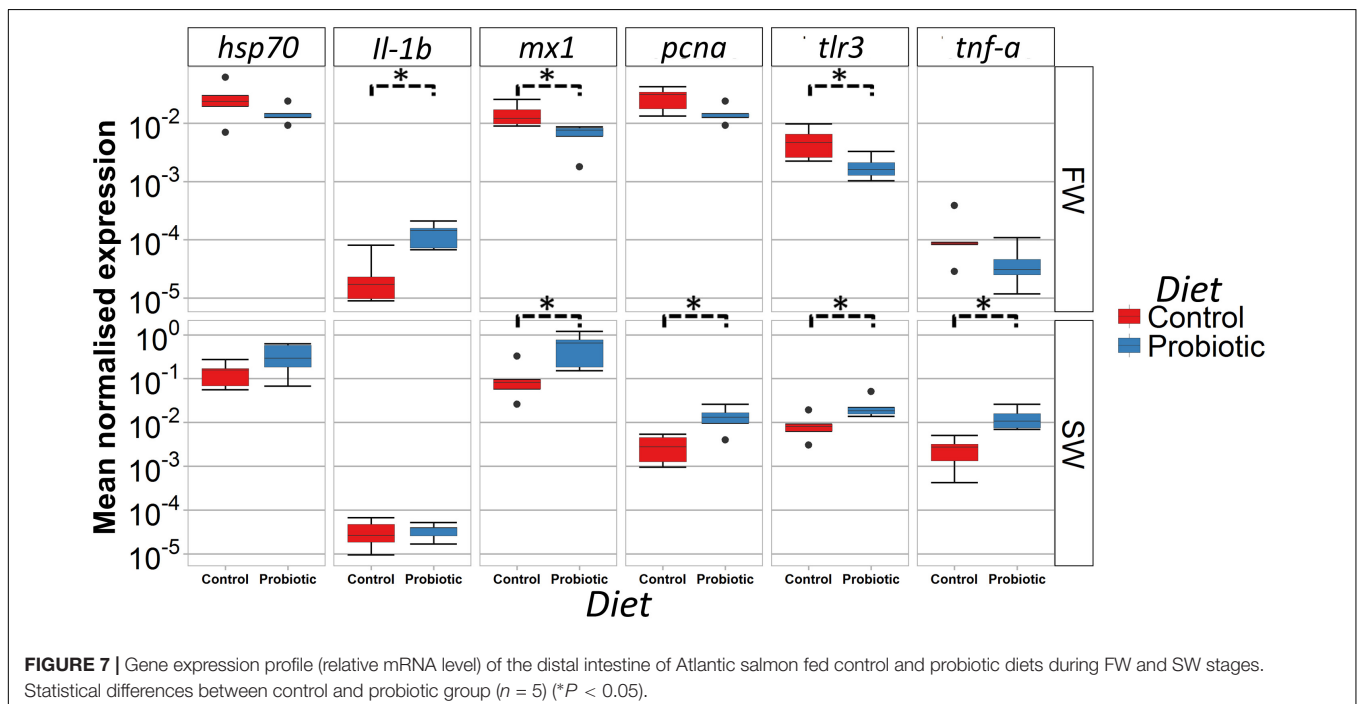 hsp70 Il-1b mx1 pcna tlr3 tnf-a
* * *
Mean normalised expression
10-2
10-3
10-4
10-5
FW
* * * *
10 0
10-1
10-2
10-3
10-4
10-5
SW
Diet
Control
Probiotic
Control Probiotic Control Probiotic Control Probiotic Control Probiotic Control Probiotic Control Probiotic
Diet
FIGURE 7 | Gene expression profile (relative mRNA level) of the distal intestine of Atlantic salmon fed control and probiotic diets during FW and SW stages.
Statistical differences between control and probiotic group (n = 5) (*P < 0.05).